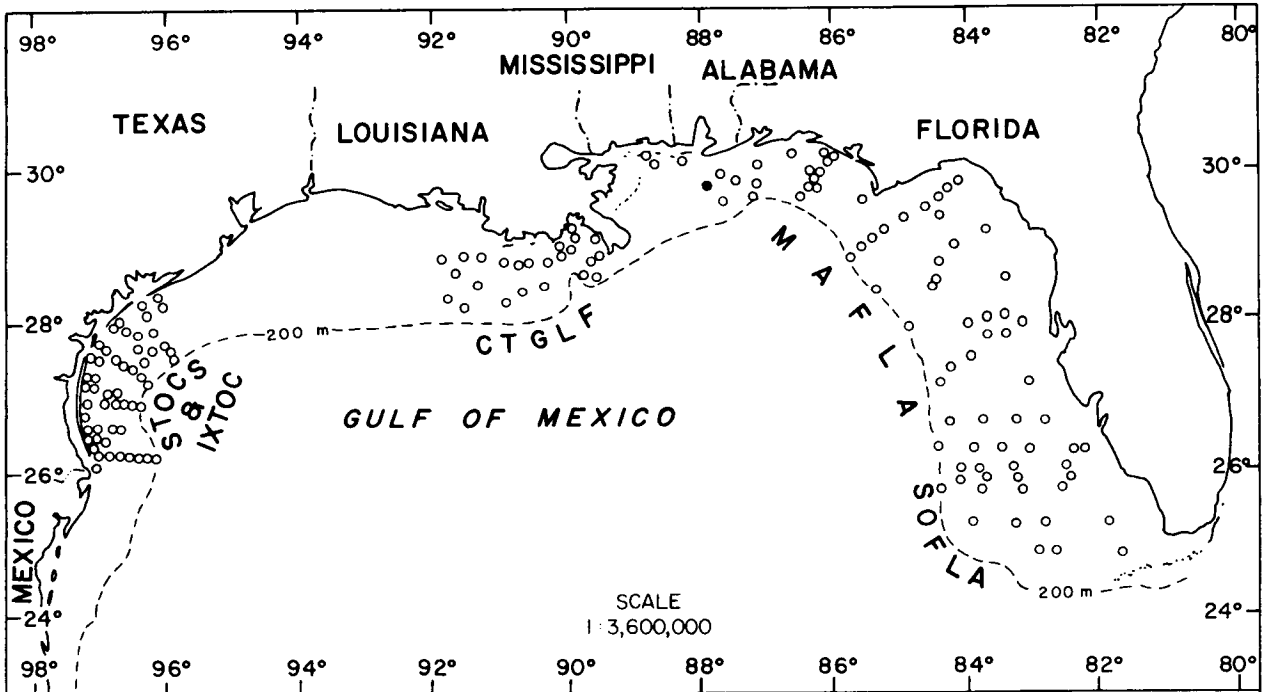 98° 96° 94° 92° 90° 88° 86° 84° 82° 80°
MISSISSIPPI ALABAMA
TEXAS LOUISIANA FLORIDA
30° 30°
MAFLA
28° 200 m 28°
CTGLF
STOCS
&
IXTOC
GULF OF MEXICO
26° 26°
SOFLA
MEXICO
200 m
SCALE
1:3,600,000
24° 24°
98° 96° 94° 92° 90° 88° 86° 84° 82° 80°